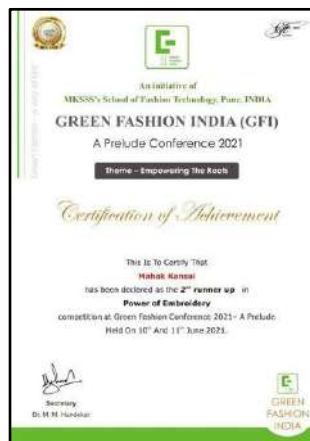 An initiative of
MKSSS's School of Fashion Technology, Pune, INDIA
GREEN FASHION INDIA (GFI)
A Prelude Conference 2021
Theme – Empowering The Roots
Certification of Achievement
This Is To Certify That
Mahak Kansal
has been declared as the 2nd runner up in
Power of Embroidery
competition at Green Fashion Conference 2021– A Prelude
Held On 10th And 11th June 2021.
Secretary
Dr. M. M. Hundekar
GREEN
FASHION
INDIA